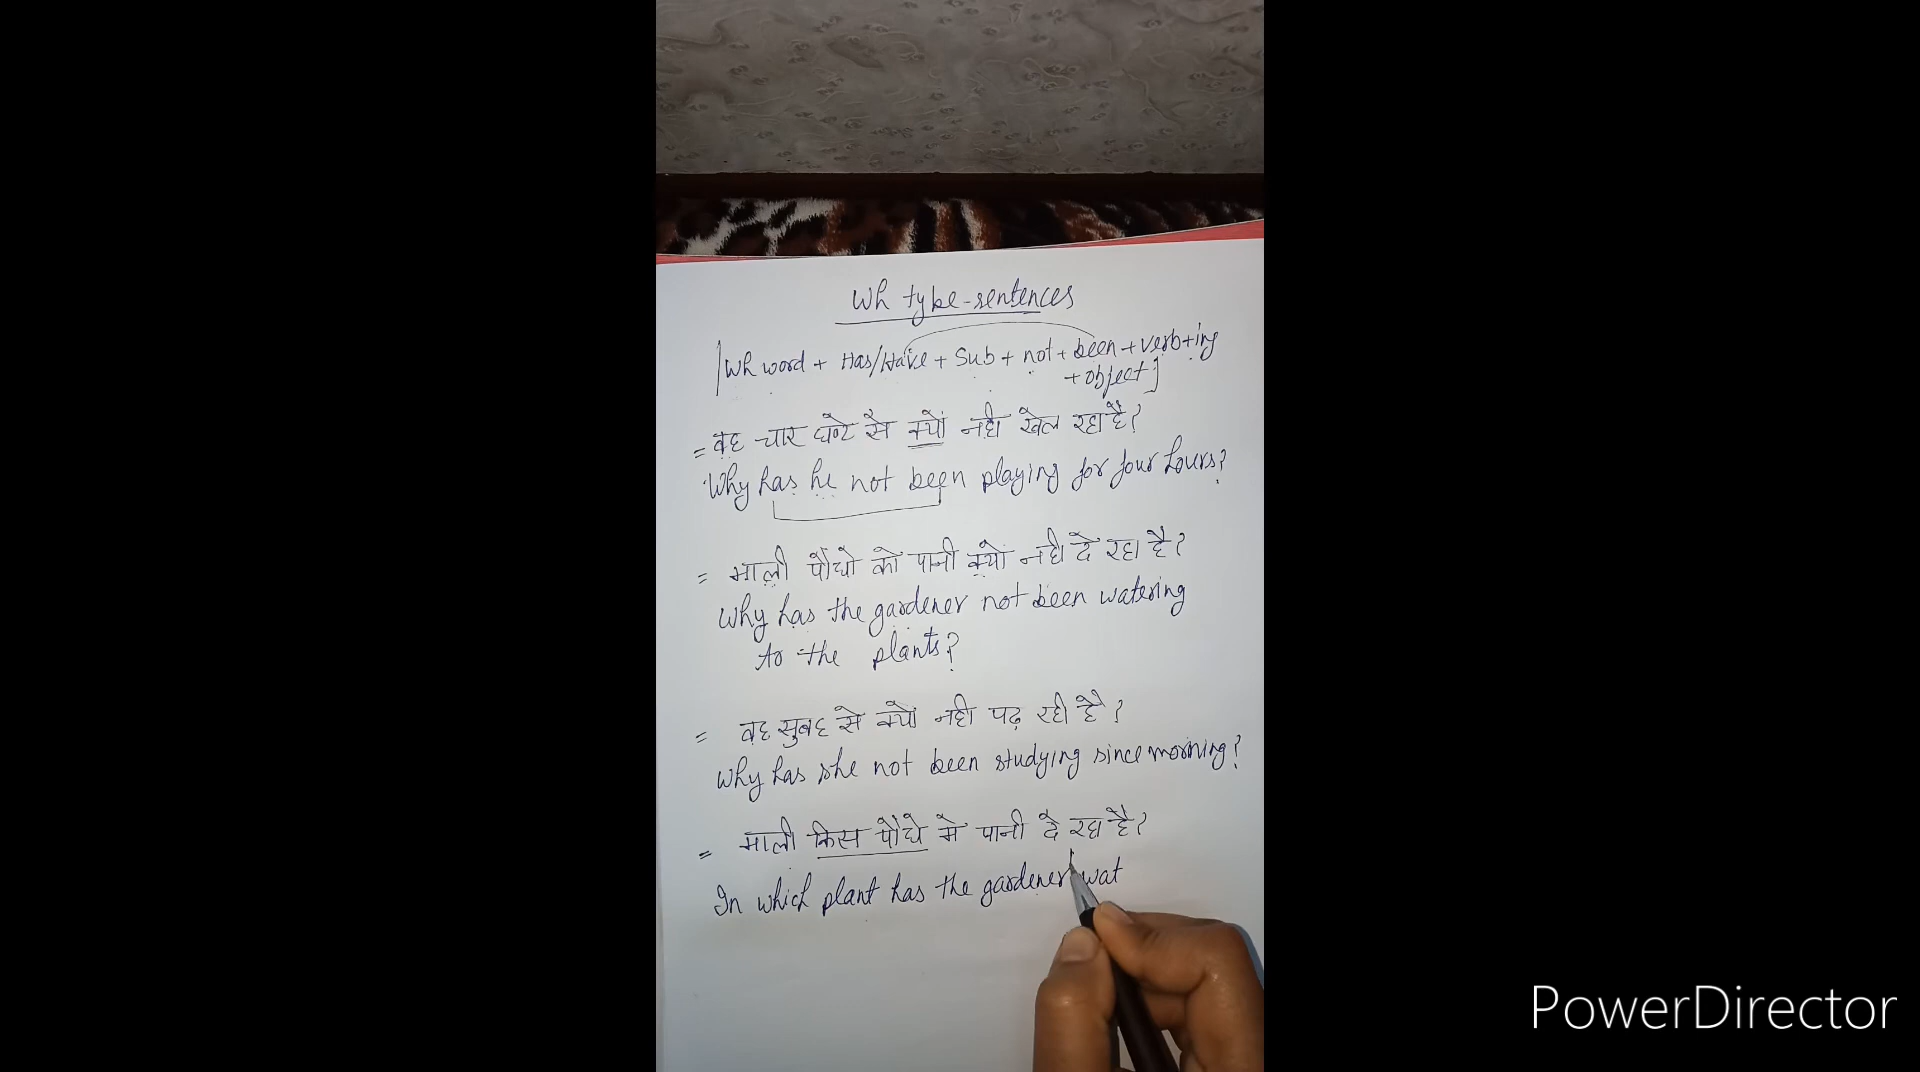 Wh type-sentences
[Wh word + Has/Have + Sub + not + been + verb + ing
+ object]
= वह चार घण्टे से क्यों नही खेल रहा है?
Why has he not been playing for four hours?
= माली पौधो को पानी क्यो नही दे रहा है?
Why has the gardener not been watering
to the plants?
= वह सुबह से क्यो नही पढ़ रही है?
Why has she not been studying since morning?
= माली किस पौधे मे पानी दे रहा है?
In which plant has the gardener wat
PowerDirector